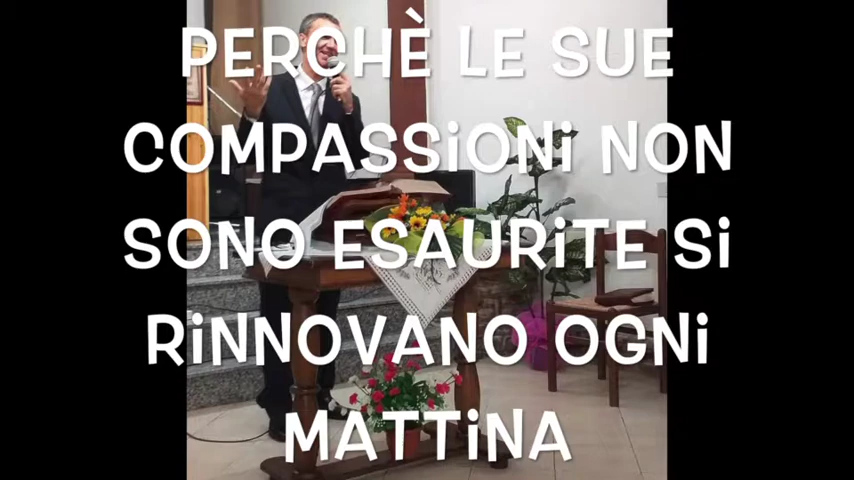 PERCHÈ LE SUE
COMPASSIONI NON
SONO ESAURITE SI
RINNOVANO OGNI
MATTINA